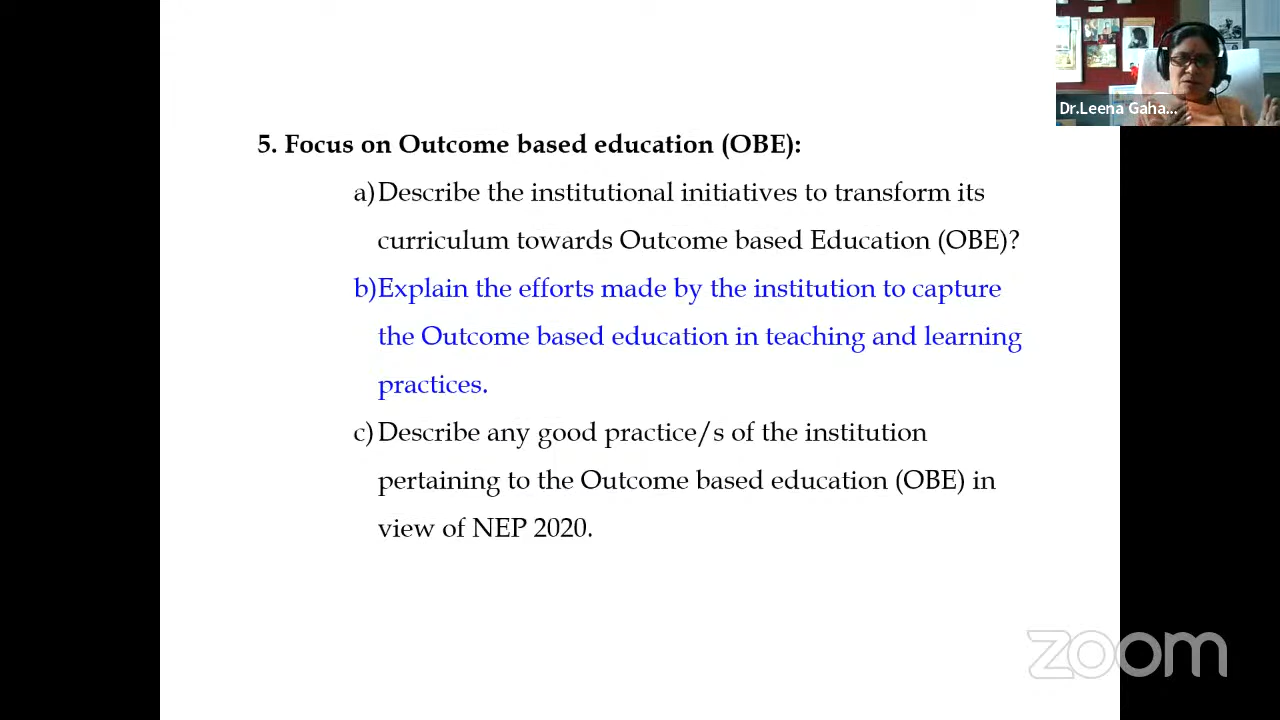 Dr.Leena Gaha...
5. Focus on Outcome based education (OBE):
a) Describe the institutional initiatives to transform its
curriculum towards Outcome based Education (OBE)?
b) Explain the efforts made by the institution to capture
the Outcome based education in teaching and learning
practices.
c) Describe any good practice/s of the institution
pertaining to the Outcome based education (OBE) in
view of NEP 2020.
zoom